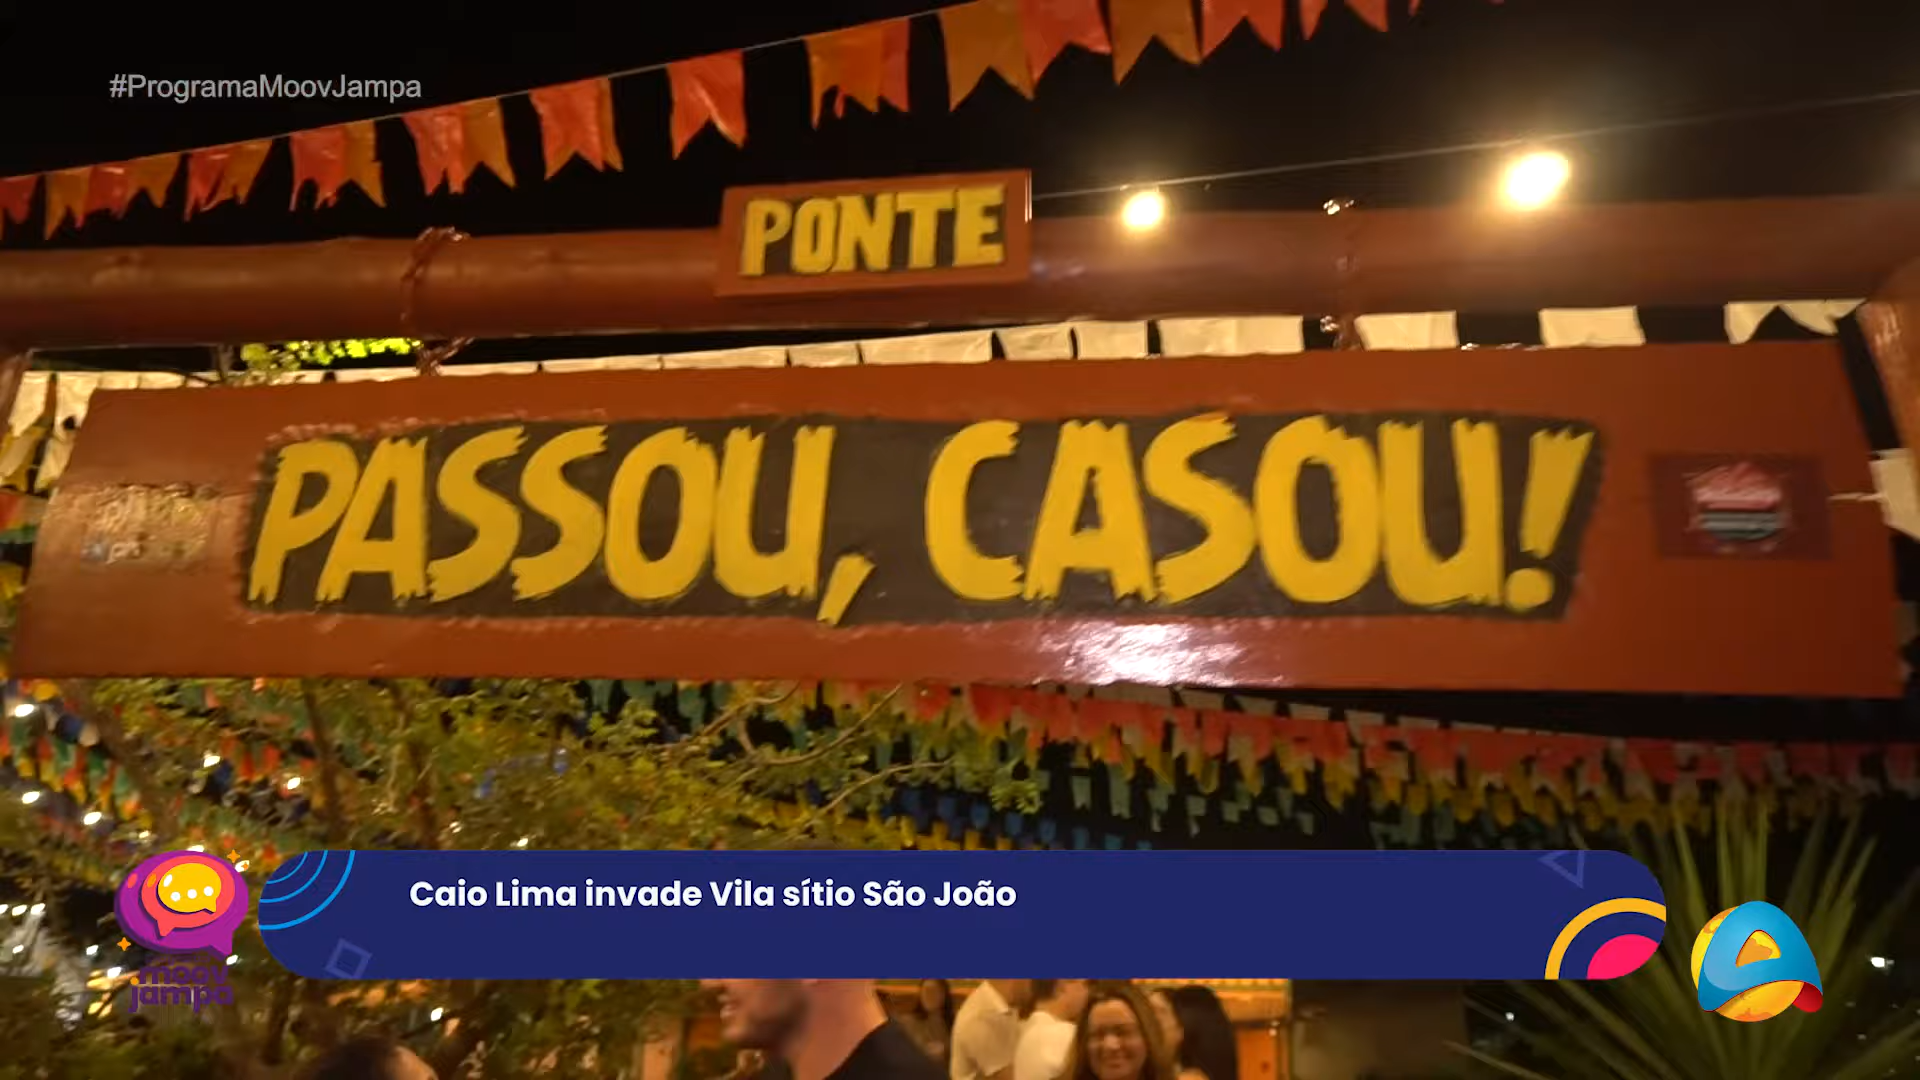 #ProgramaMoovJampa
PONTE
PASSOU, CASOU!
Caio Lima invade Vila sítio São João
moov
jampa